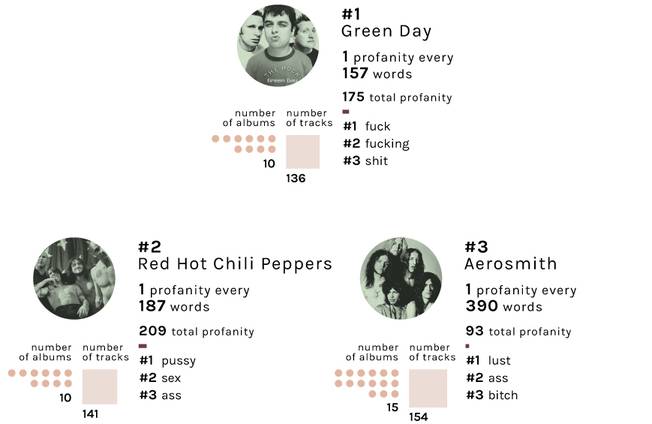 #1
Green Day
1 profanity every
157 words
175 total profanity
number
of albums
number
of tracks
10
136
#1 fuck
#2 fucking
#3 shit
Green Day
#2
Red Hot Chili Peppers
1 profanity every
187 words
209 total profanity
number
of albums
number
of tracks
10
141
#1 pussy
#2 sex
#3 ass
#3
Aerosmith
1 profanity every
390 words
93 total profanity
number
of albums
number
of tracks
15
154
#1 lust
#2 ass
#3 bitch